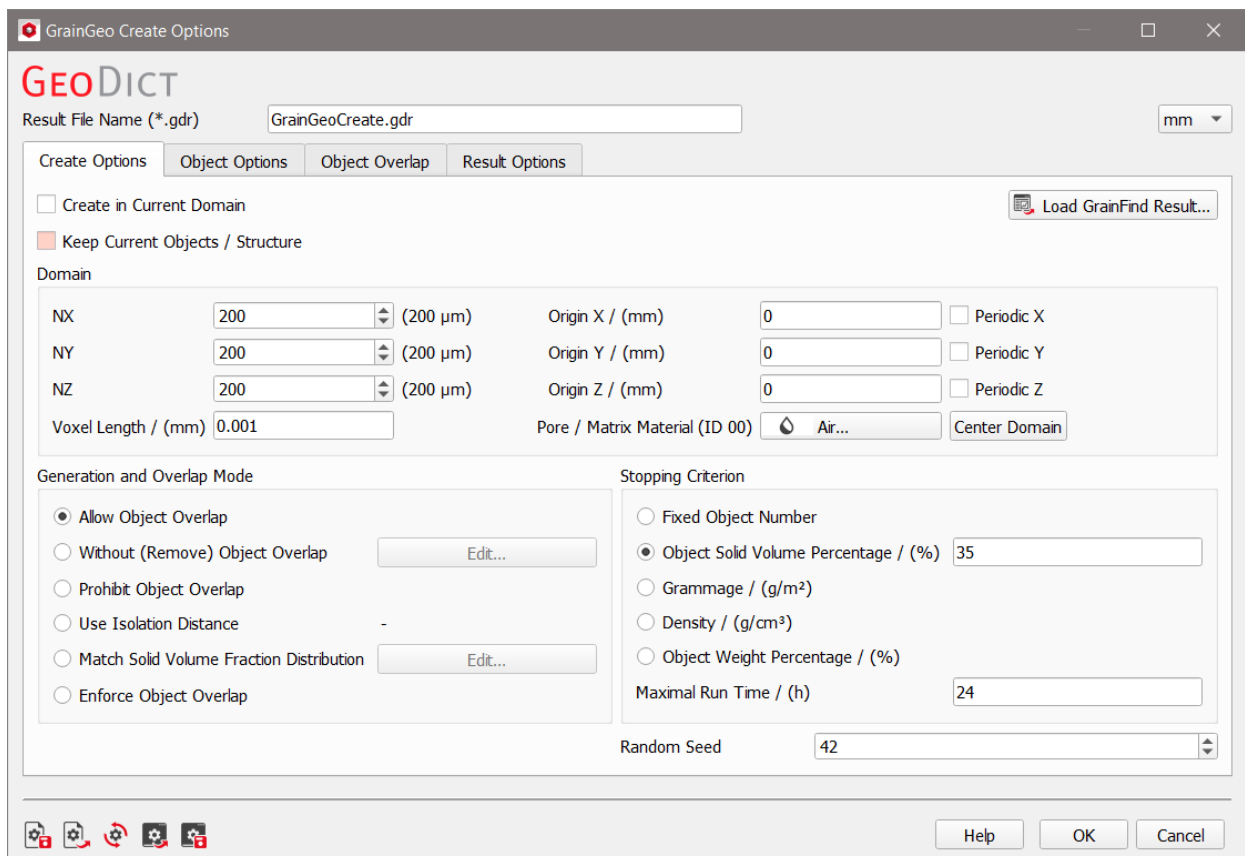 GrainGeo Create Options
GEODICT
Result File Name (*.gdr) GrainGeoCreate.gdr mm
Create Options Object Options Object Overlap Result Options
Create in Current Domain Load GrainFind Result...
Keep Current Objects / Structure
Domain
NX 200 (200 µm) Origin X / (mm) 0 Periodic X
NY 200 (200 µm) Origin Y / (mm) 0 Periodic Y
NZ 200 (200 µm) Origin Z / (mm) 0 Periodic Z
Voxel Length / (mm) 0.001 Pore / Matrix Material (ID 00) Air... Center Domain
Generation and Overlap Mode
Allow Object Overlap
Without (Remove) Object Overlap Edit...
Prohibit Object Overlap
Use Isolation Distance -
Match Solid Volume Fraction Distribution Edit...
Enforce Object Overlap
Stopping Criterion
Fixed Object Number
Object Solid Volume Percentage / (%) 35
Grammage / (g/m²)
Density / (g/cm³)
Object Weight Percentage / (%)
Maximal Run Time / (h) 24
Random Seed 42
Help OK Cancel